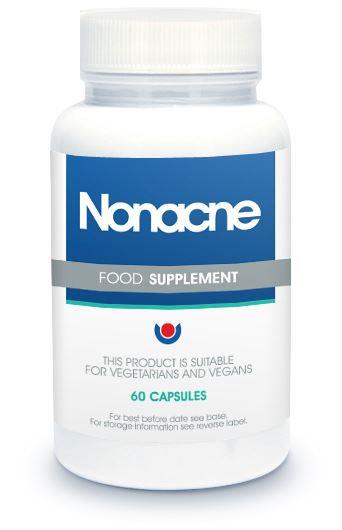 Nonacne
FOOD SUPPLEMENT
THIS PRODUCT IS SUITABLE
FOR VEGETARIANS AND VEGANS
60 CAPSULES
For best before date see base.
For storage information see reverse label.